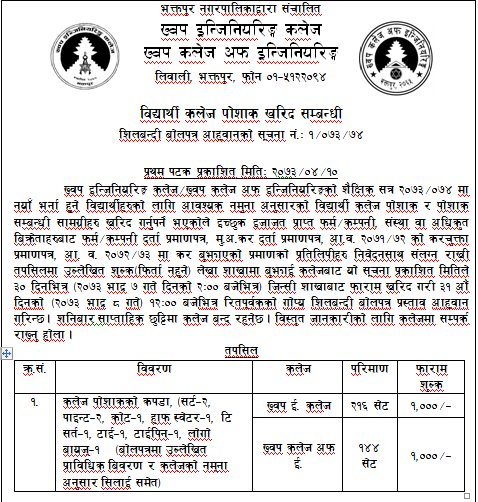 भक्तपुर नगरपालिकाद्वारा संचालित
ख्वप इन्जिनियरिङ्ग कलेज
ख्वप कलेज अफ इन्जिनियरिङ्ग
लिवाली, भक्तपुर, फोन ०१-५१२२०९४
विद्यार्थी कलेज पोशाक खरिद सम्बन्धी
शिलबन्दी बोलपत्र आह्वानको सूचना नं.: १/०७३/७४
प्रथम पटक प्रकाशित मिति: २०७३/०४/१०
ख्वप इन्जिनियरिङ्ग कलेज/ख्वप कलेज अफ इन्जिनियरिङ्गको शैक्षिक सत्र २०७३/०७४ मा
नयाँ भर्ना हुने विद्यार्थीहरुको लागि आवश्यक नमुना अनुसारको विद्यार्थी कलेज पोशाक र पोशाक
सम्बन्धी सामग्रीहरु खरिद गर्नुपर्ने भएकोले ईच्छुक इजाजत प्राप्त फर्म/कम्पनी, संस्था वा अधिकृत
बिक्रेताहरुबाट फर्म/कम्पनी दर्ता प्रमाणपत्र, मू.अ.कर दर्ता प्रमाणपत्र, आ.व. २०७१/७२ को करचुक्ता
प्रमाणपत्र, आ. व. २०७२/७३ मा कर बुझाएको प्रमाणको प्रतिलिपीहरु निवेदनसाथ संलग्न राखी
तपसिलमा उल्लेखित शुल्क(फिर्ता नहुने) लेखा शाखामा बुझाई कलेजबाट यो सूचना प्रकाशित मितिले
३० दिनभित्र (२०७३ भाद्र ७ गते दिनको २:०० बजेभित्र) जिन्सी शाखाबाट फाराम खरिद गरी ३१ औं
दिनको (२०७३ भाद्र ८ गते) १२:०० बजेभित्र रितपूर्वकको गोप्य शिलबन्दी बोलपत्र प्रस्ताव आह्वान
गरिन्छ । शनिबार साप्ताहिक छुट्टिमा कलेज बन्द रहनेछ । विस्तृत जानकारीको लागि कलेजमा सम्पर्क
राख्नु होला ।
तपसिल
क्र.सं. विवरण कलेज परिमाण फाराम शुल्क
१. कलेज पोशाकको कपडा, (सर्ट-२,
पाइन्ट-२, कोट-१, हाफ स्वेटर-१, टि
सर्त-१, टाई-१, टाईपिन-१, लोगो
बाब्रज-१ (बोलपत्रमा उल्लेखित
प्राविधिक बिवरण र कलेजको नमुना
अनुसार सिलाई समेत)
ख्वप ई. कलेज २१६ सेट १,०००/-
ख्वप कलेज अफ ई. १४४ सेट १,०००/-